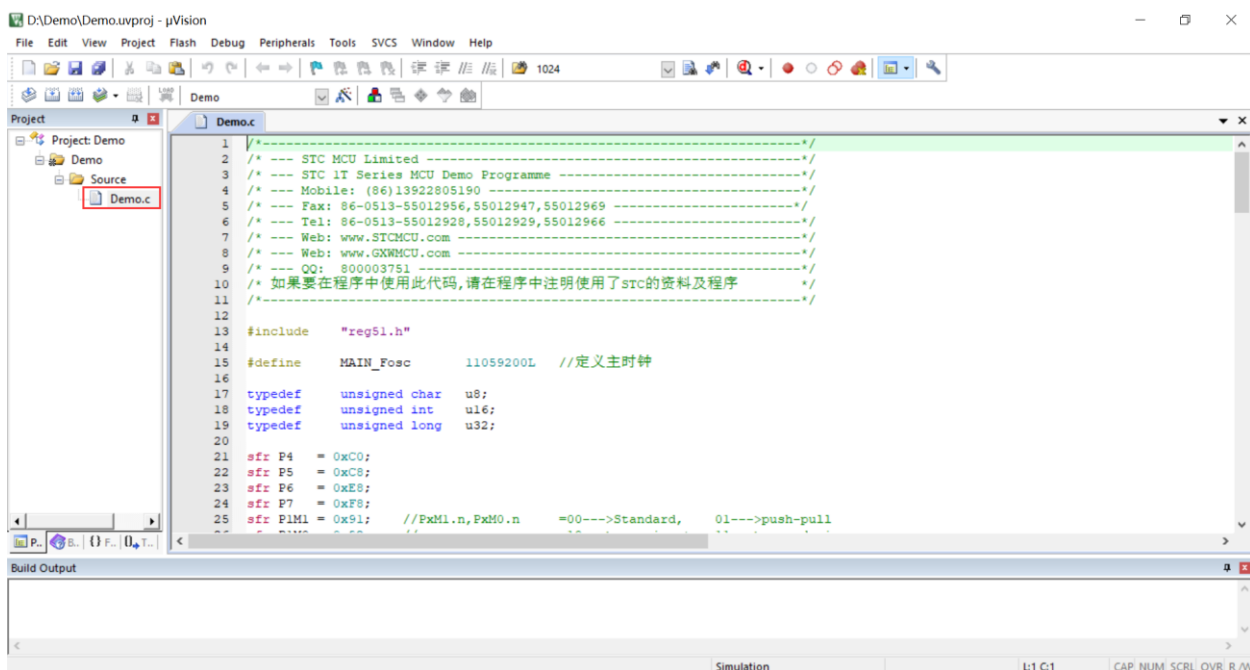 D:\Demo\Demo.uvproj - µVision
File Edit View Project Flash Debug Peripherals Tools SVCS Window Help
1024
LOAD Demo
Project
Demo.c
Project: Demo
Demo
Source
Demo.c
1 /*---------------------------------------------------------------------*/
2 /* --- STC MCU Limited ------------------------------------------------*/
3 /* --- STC 1T Series MCU Demo Programme -------------------------------*/
4 /* --- Mobile: (86)13922805190 ----------------------------------------*/
5 /* --- Fax: 86-0513-55012956,55012947,55012969 -----------------------*/
6 /* --- Tel: 86-0513-55012928,55012929,55012966 ------------------------*/
7 /* --- Web: www.STCMCU.com --------------------------------------------*/
8 /* --- Web: www.GXWMCU.com --------------------------------------------*/
9 /* --- QQ:  800003751 -------------------------------------------------*/
10 /* 如果要在程序中使用此代码,请在程序中注明使用了STC的资料及程序 */
11 /*---------------------------------------------------------------------*/
12
13 #include "reg51.h"
14
15 #define MAIN_Fosc 11059200L //定义主时钟
16
17 typedef unsigned char u8;
18 typedef unsigned int u16;
19 typedef unsigned long u32;
20
21 sfr P4 = 0xC0;
22 sfr P5 = 0xC8;
23 sfr P6 = 0xE8;
24 sfr P7 = 0xF8;
25 sfr P1M1 = 0x91; //PxM1.n,PxM0.n =00--->Standard, 01--->push-pull
P.. B.. {} F.. 0 T..
Build Output
Simulation L:1 C:1 CAP NUM SCRL OVR R/W